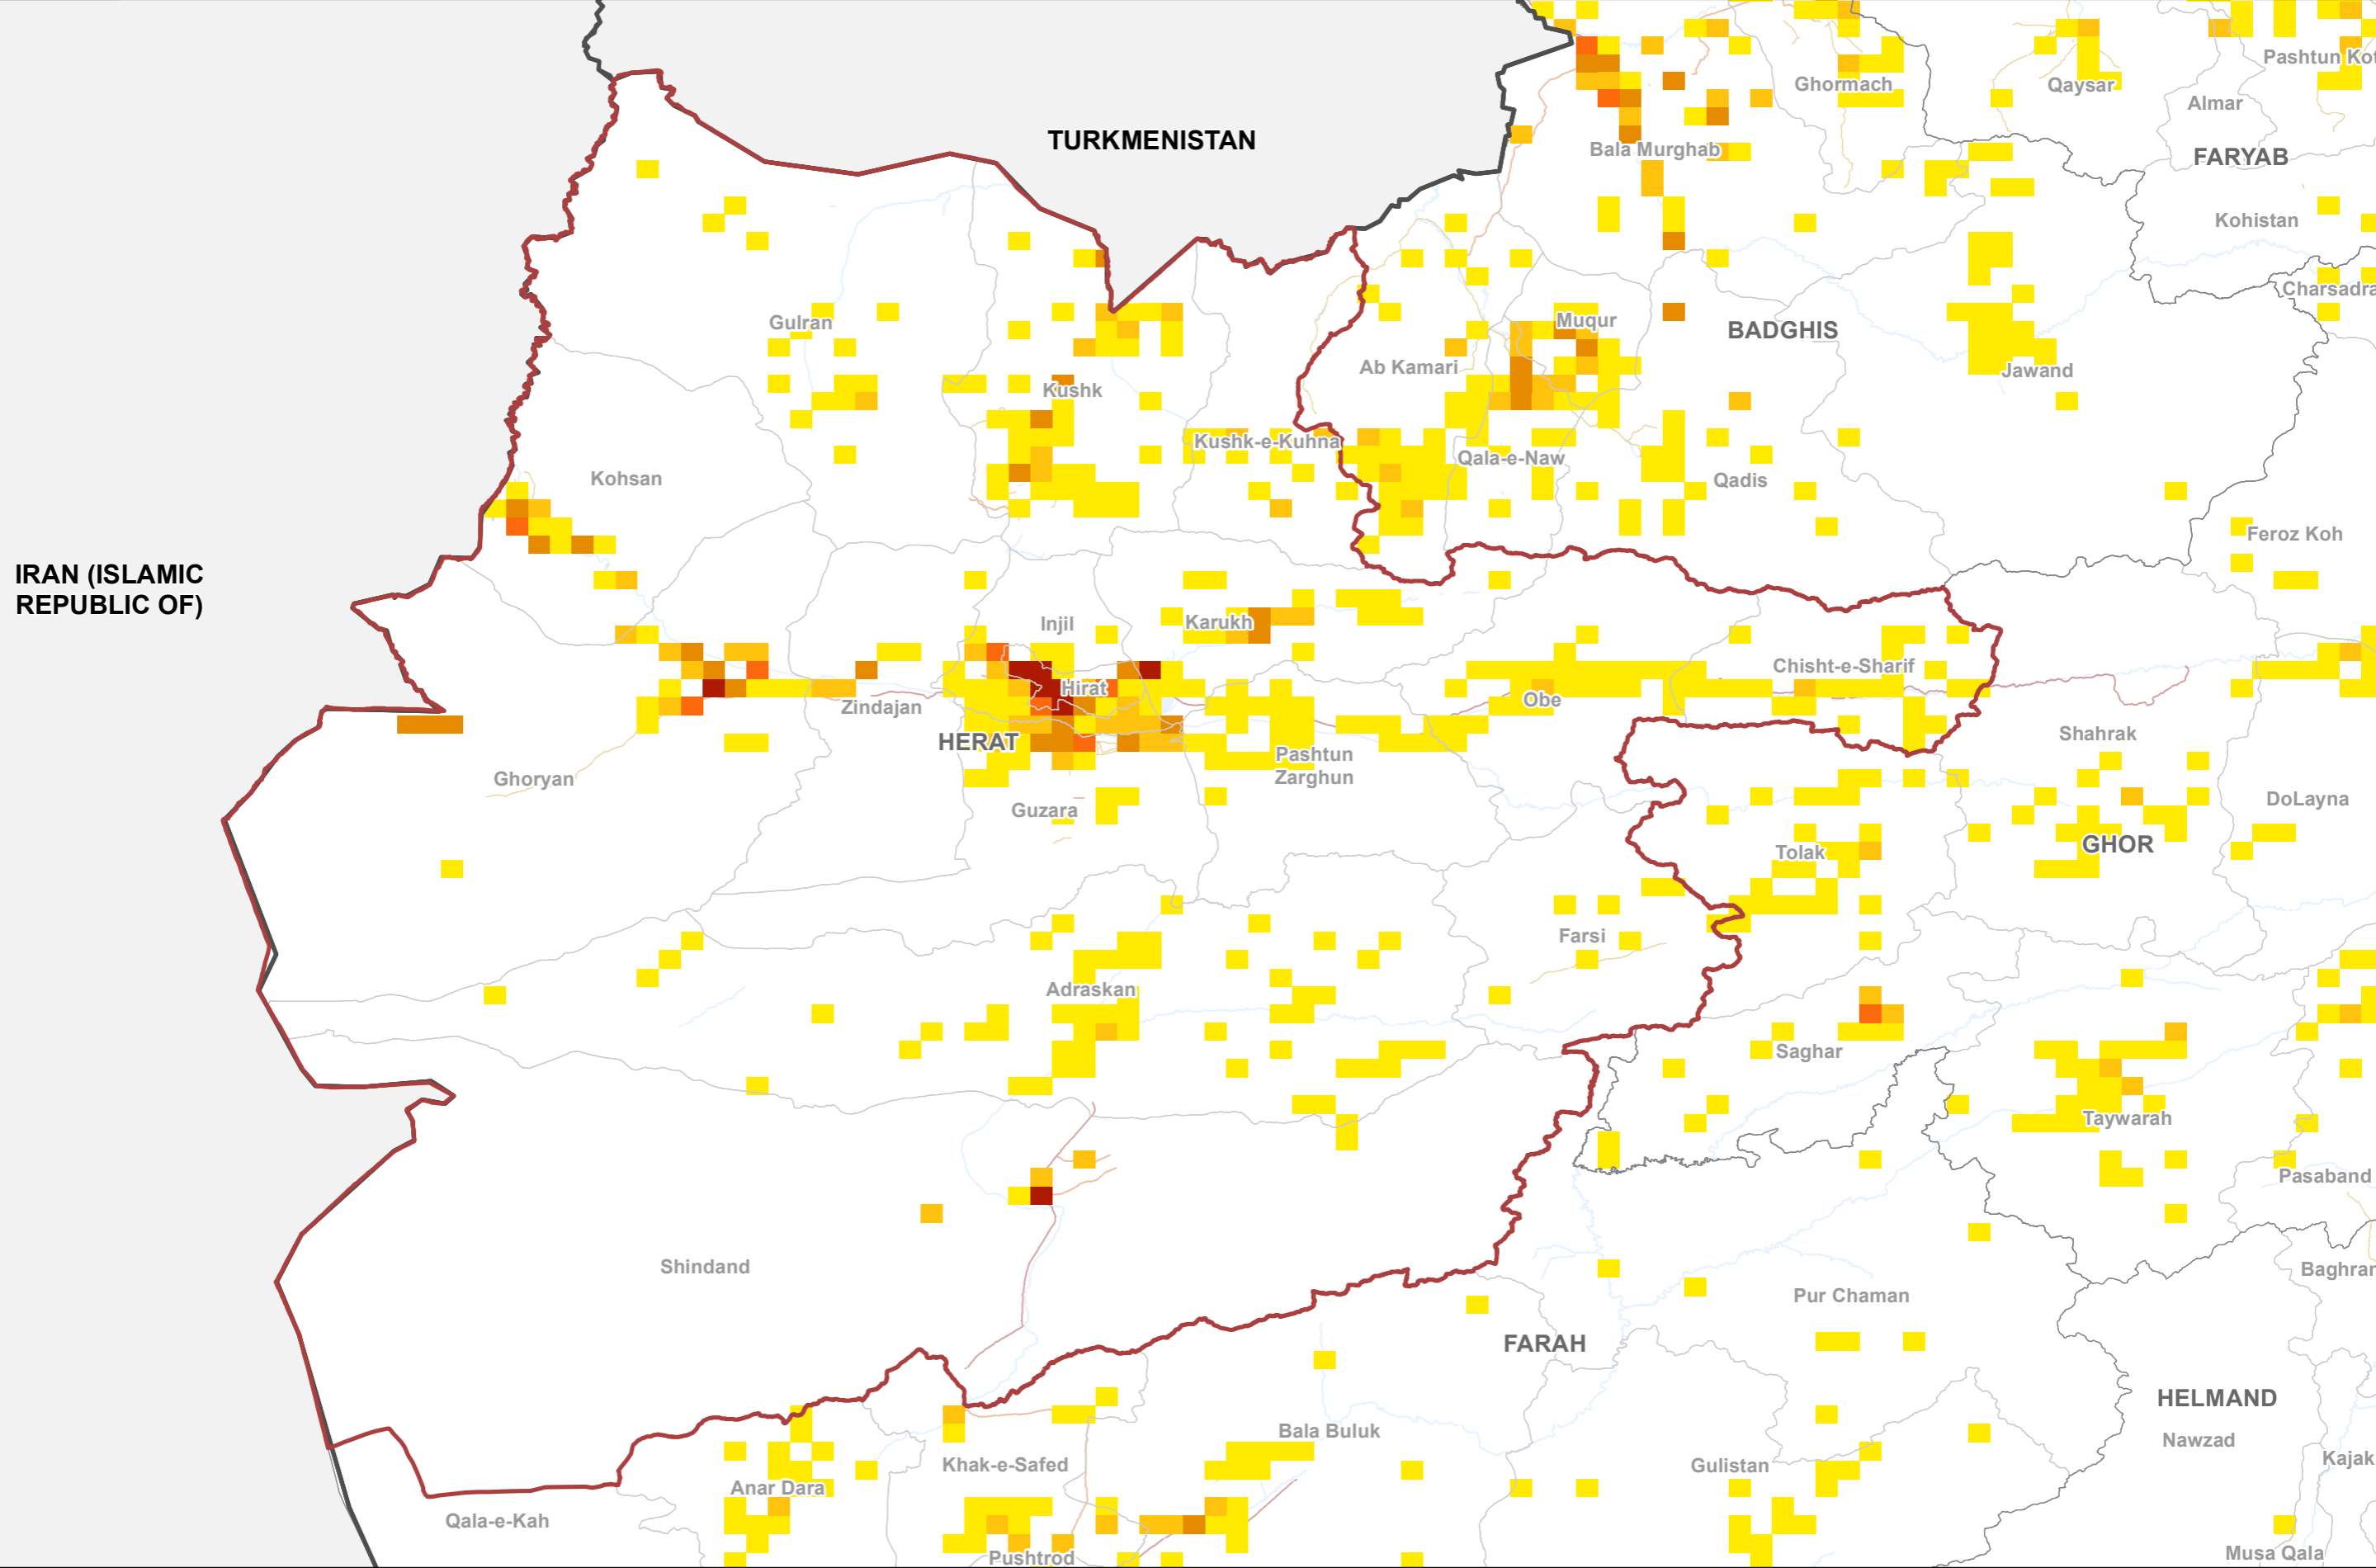 Pashtun Kot
Ghormach
Qaysar
Almar
TURKMENISTAN
Bala Murghab
FARYAB
Kohistan
Charsadra
Gulran
Muqur
BADGHIS
Ab Kamari
Jawand
Kushk
Kushk-e-Kuhna
Qala-e-Naw
Kohsan
Qadis
Feroz Koh
IRAN (ISLAMIC
REPUBLIC OF)
Injil
Karukh
Chisht-e-Sharif
Hirat
Zindajan
Obe
Shahrak
HERAT
Pashtun
Zarghun
Ghoryan
DoLayna
Guzara
GHOR
Tolak
Farsi
Adraskan
Saghar
Taywarah
Pasaband
Shindand
Baghran
Pur Chaman
FARAH
HELMAND
Bala Buluk
Nawzad
Kajak
Khak-e-Safed
Gulistan
Anar Dara
Qala-e-Kah
Pushtrod
Musa Qala